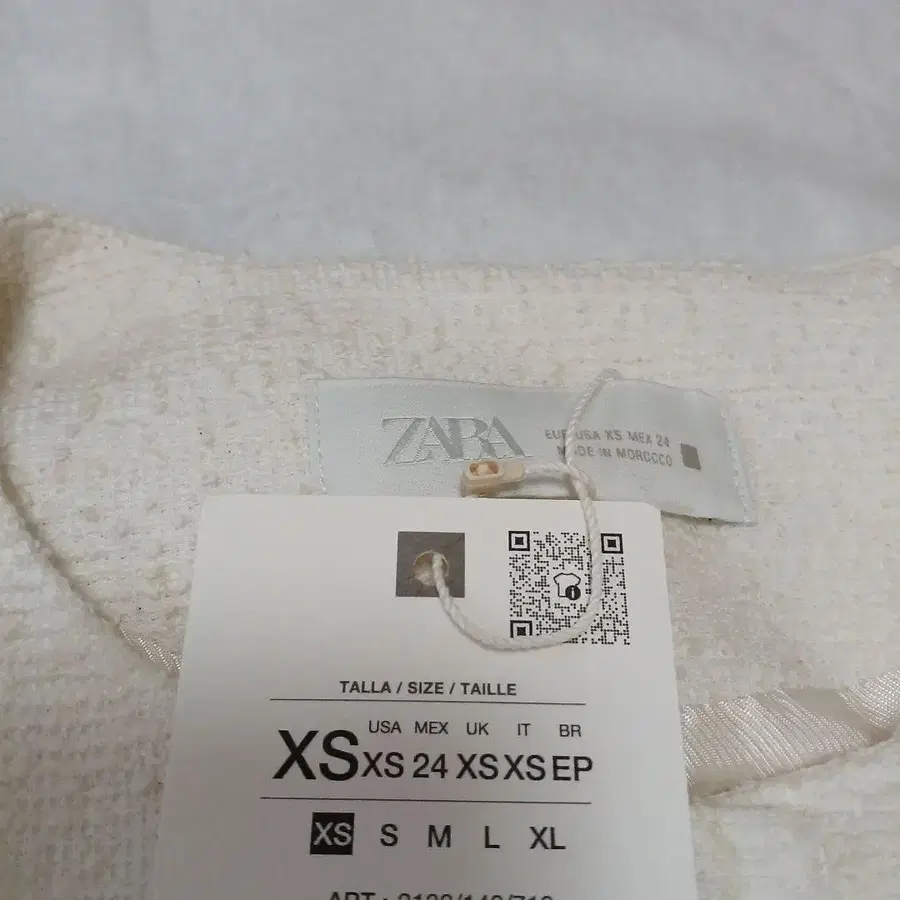 ZARA
EUR USA XS MEX 24
MADE IN MOROCCO
TALLA / SIZE / TAILLE
USA MEX UK IT BR
XS XS 24 XS XS EP
XS S M L XL